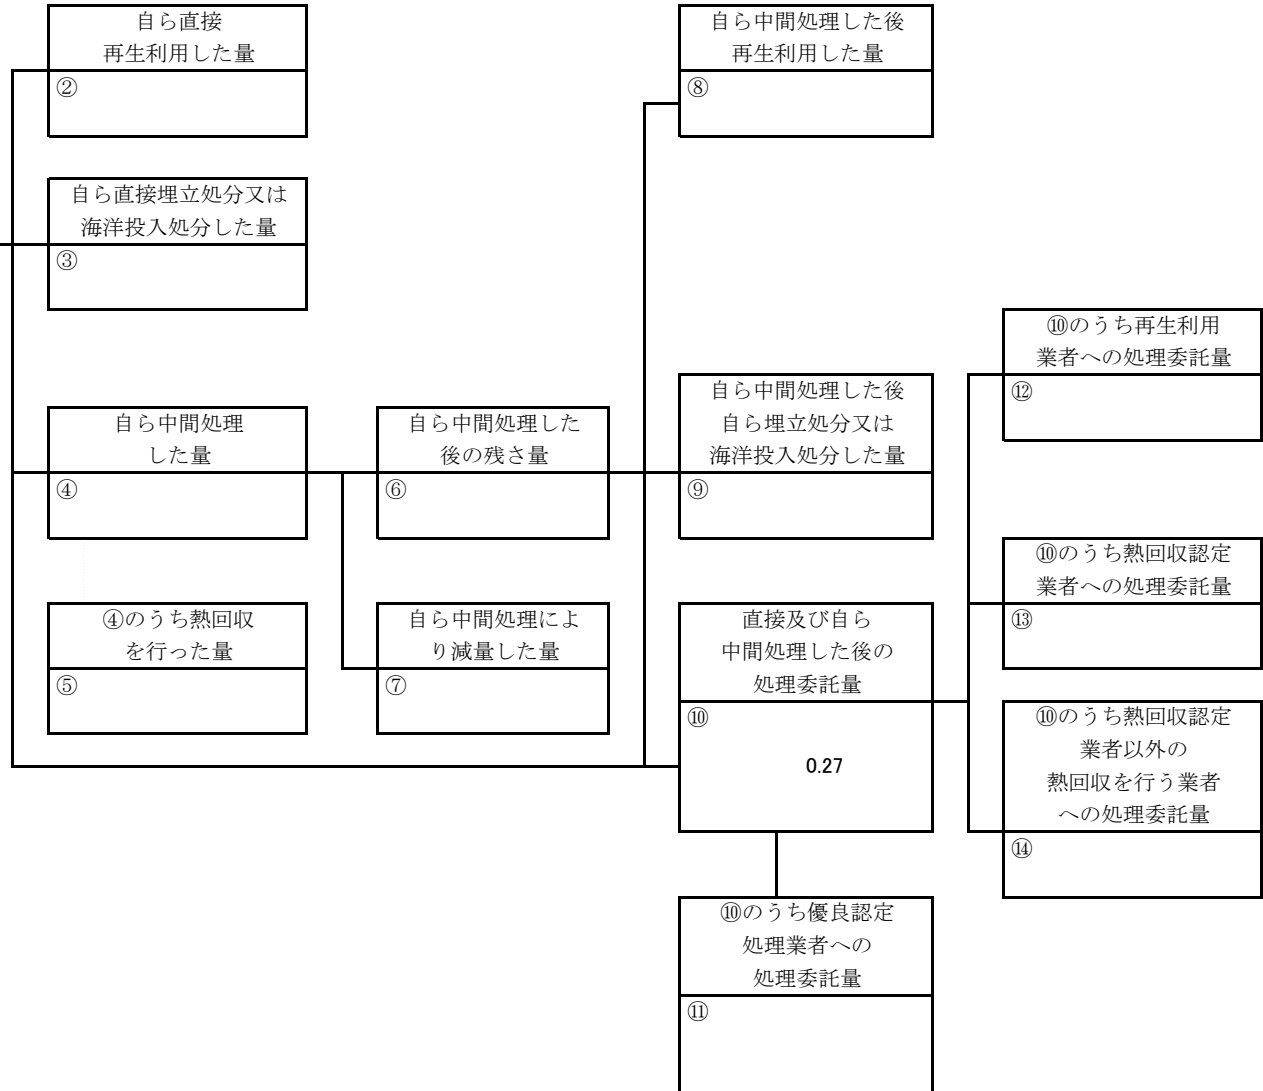 自ら直接
再生利用した量
②
自ら直接埋立処分又は
海洋投入処分した量
③
自ら中間処理
した量
④
④のうち熱回収
を行った量
⑤
自ら中間処理した
後の残さ量
⑥
自ら中間処理によ
り減量した量
⑦
自ら中間処理した後
再生利用した量
⑧
自ら中間処理した後
自ら埋立処分又は
海洋投入処分した量
⑨
直接及び自ら
中間処理した後の
処理委託量
⑩
0.27
⑩のうち優良認定
処理業者への
処理委託量
⑪
⑩のうち再生利用
業者への処理委託量
⑫
⑩のうち熱回収認定
業者への処理委託量
⑬
⑩のうち熱回収認定
業者以外の
熱回収を行う業者
への処理委託量
⑭